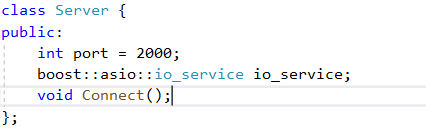 class Server {
public:
    int port = 2000;
    boost::asio::io_service io_service;
    void Connect();
};